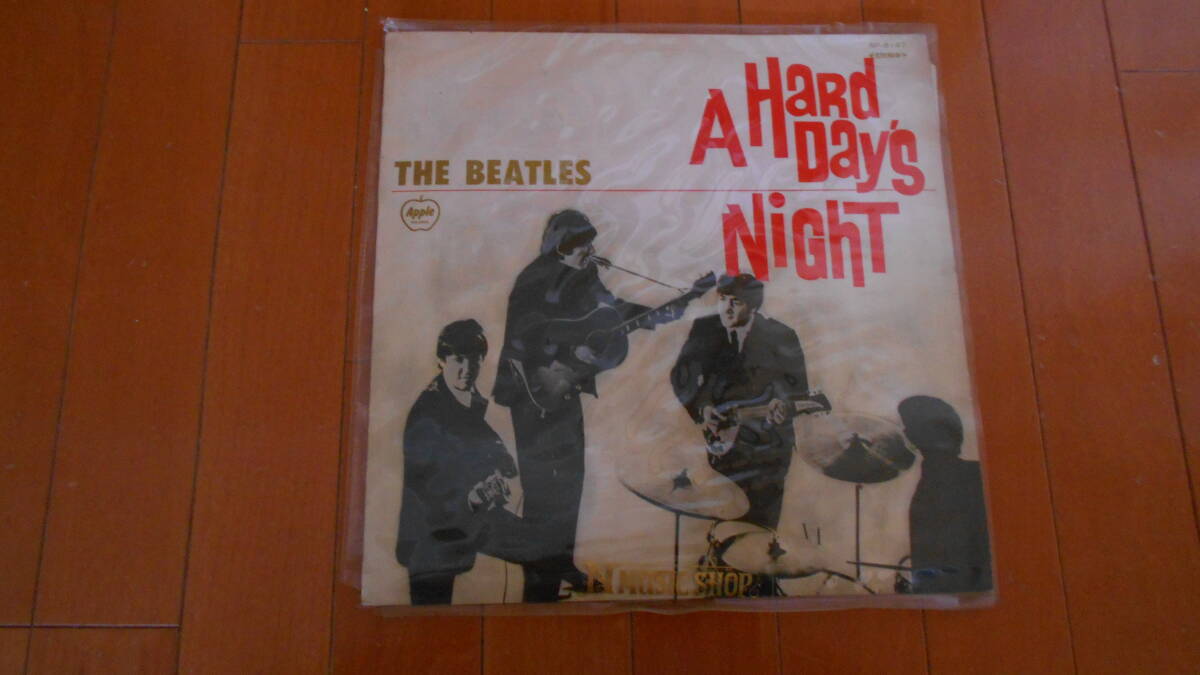 A HARD
DAY'S
NIGHT
THE BEATLES
Apple